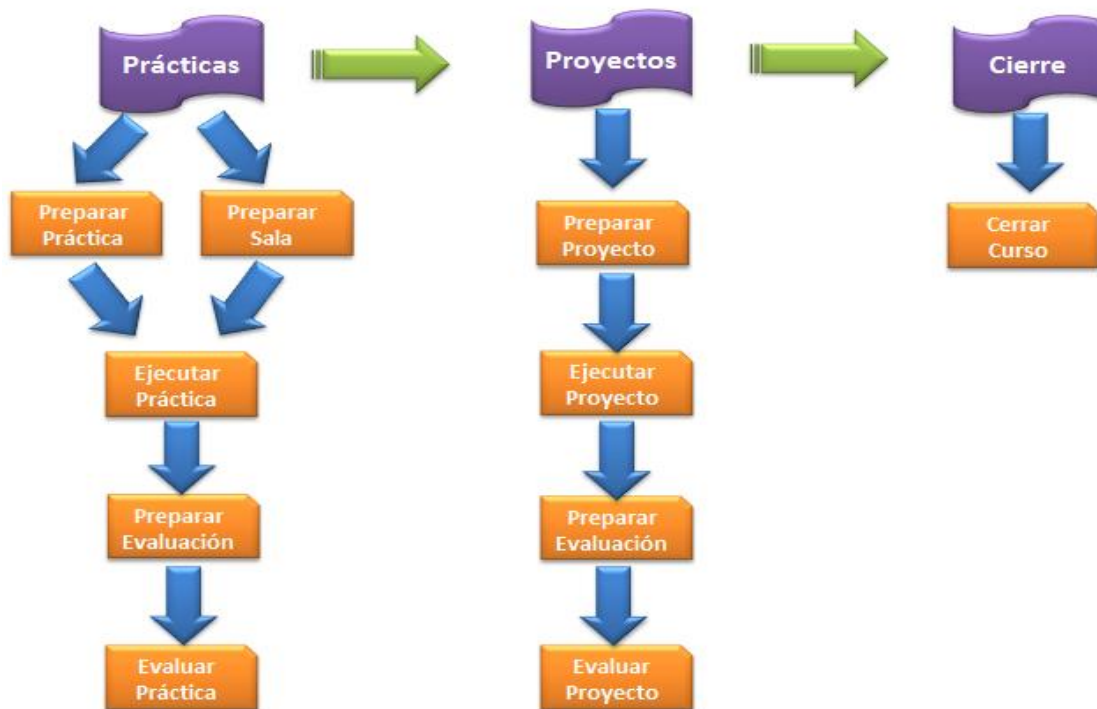 Prácticas
Proyectos
Cierre
Preparar
Práctica
Preparar
Sala
Preparar
Proyecto
Cerrar
Curso
Ejecutar
Práctica
Ejecutar
Proyecto
Preparar
Evaluación
Preparar
Evaluación
Evaluar
Práctica
Evaluar
Proyecto